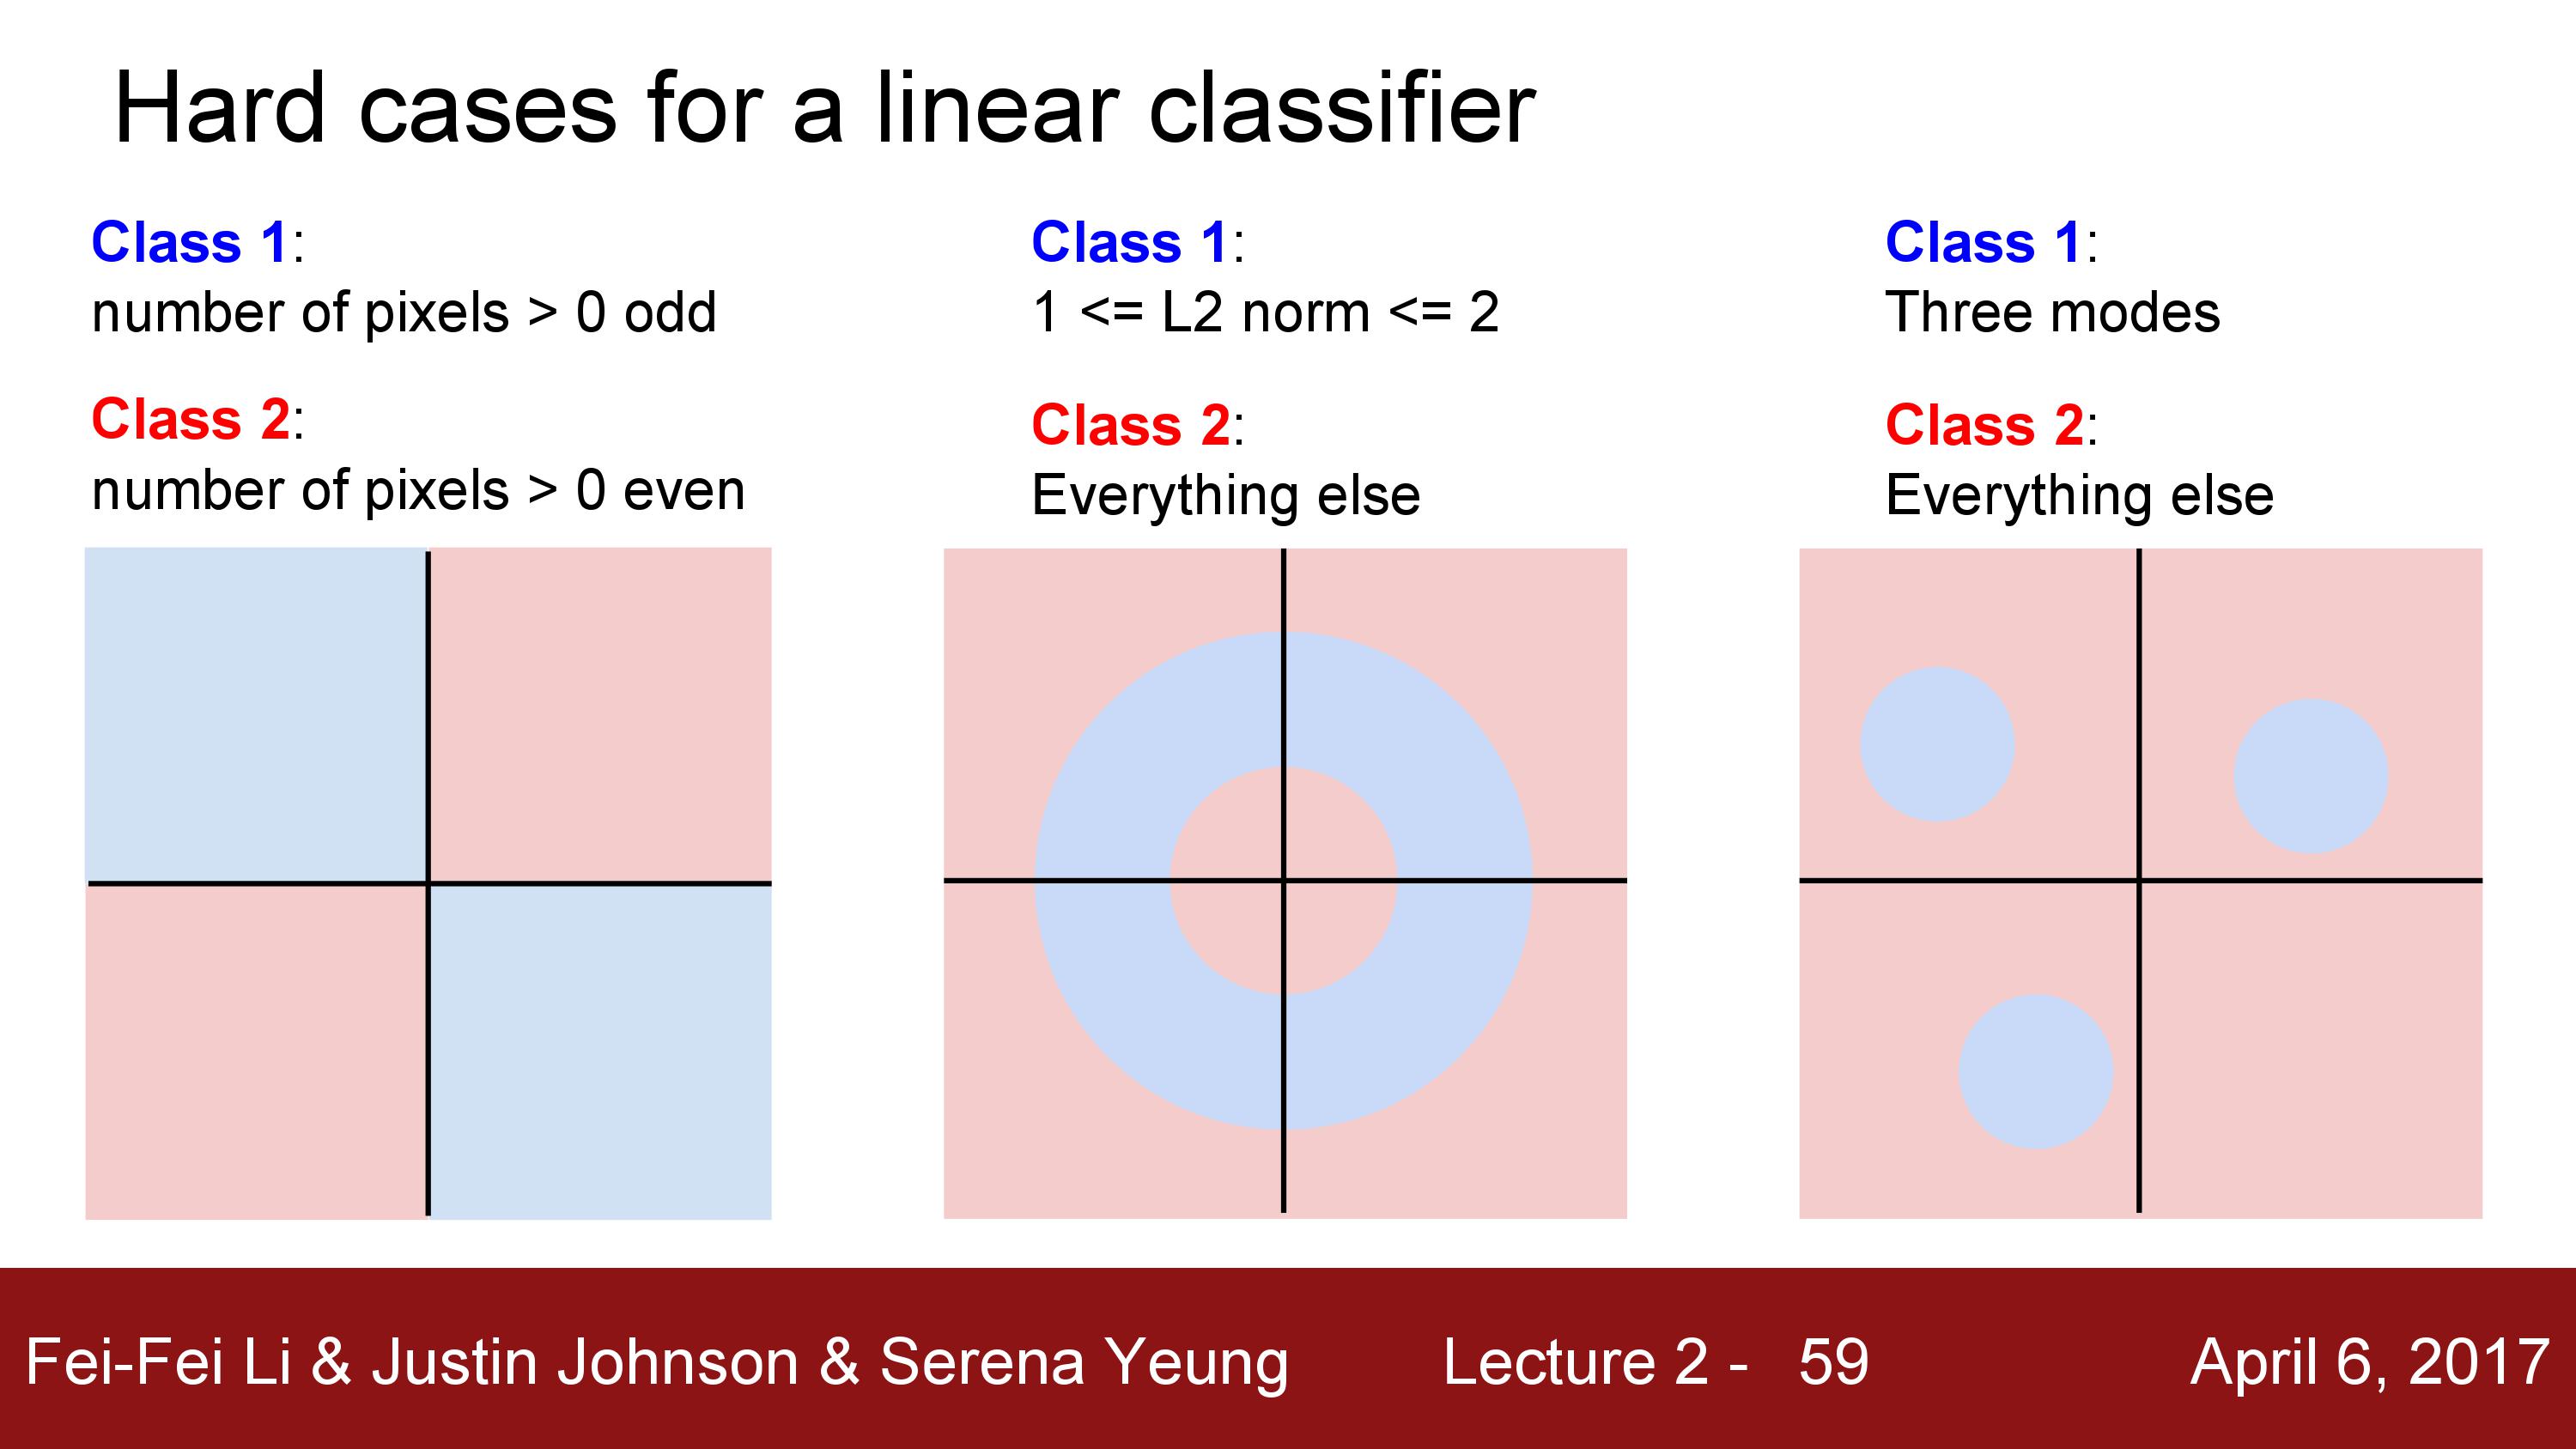 Hard cases for a linear classifier
Class 1:
number of pixels > 0 odd
Class 2:
number of pixels > 0 even
Class 1:
1 <= L2 norm <= 2
Class 2:
Everything else
Class 1:
Three modes
Class 2:
Everything else
Fei-Fei Li & Justin Johnson & Serena Yeung Lecture 2 - 59 April 6, 2017